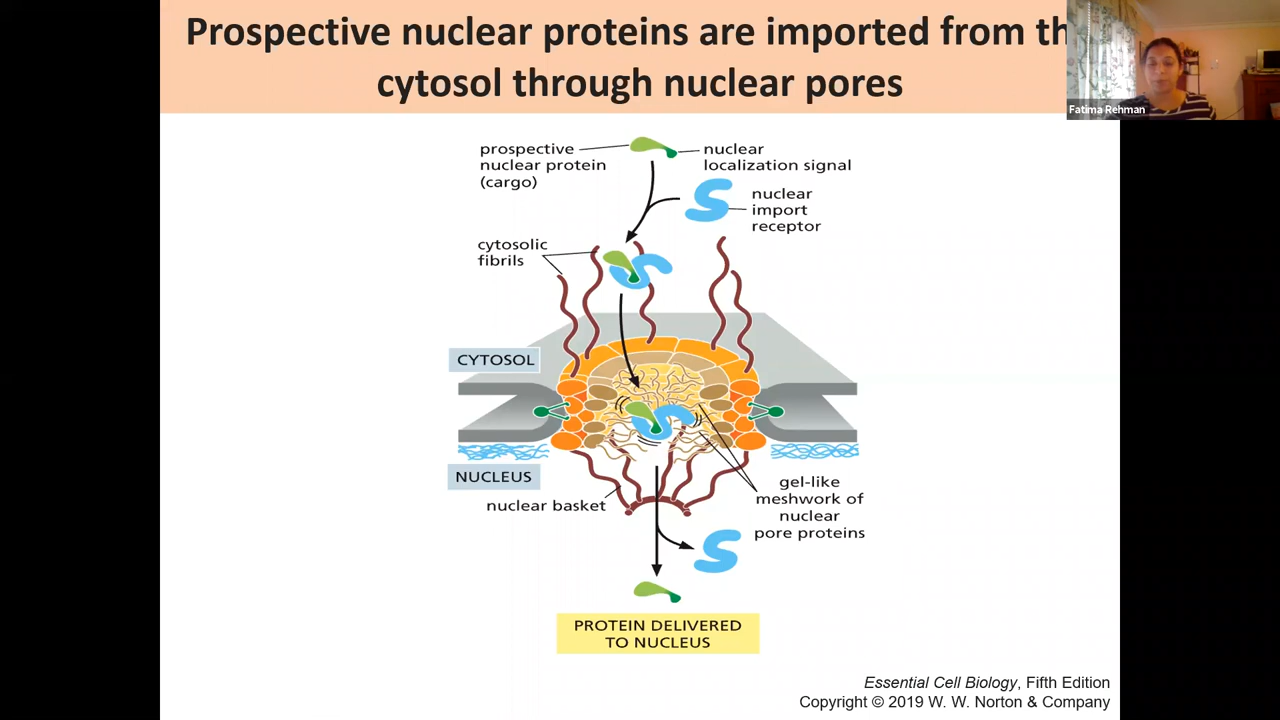 Prospective nuclear proteins are imported from th
cytosol through nuclear pores
Fatima Rehman
prospective
nuclear protein
(cargo)
nuclear
localization signal
nuclear
import
receptor
cytosolic
fibrils
CYTOSOL
NUCLEUS
nuclear basket
gel-like
meshwork of
nuclear
pore proteins
PROTEIN DELIVERED
TO NUCLEUS
Essential Cell Biology, Fifth Edition
Copyright © 2019 W. W. Norton & Company